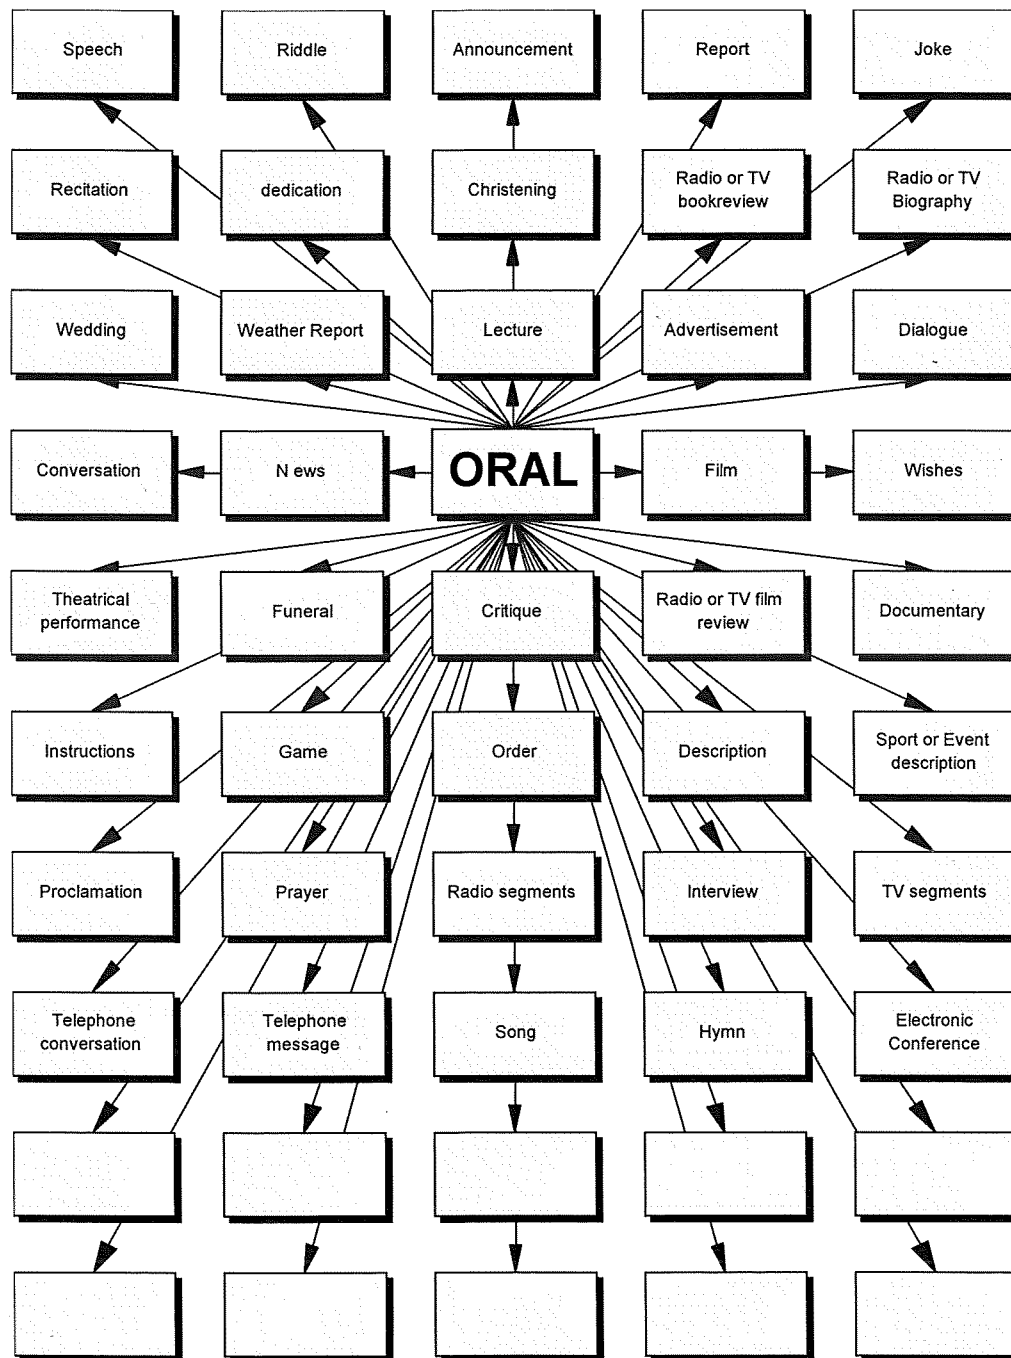 Speech
Riddle
Announcement
Report
Joke
Recitation
dedication
Christening
Radio or TV
bookreview
Radio or TV
Biography
Wedding
Weather Report
Lecture
Advertisement
Dialogue
Conversation
N ews
ORAL
Film
Wishes
Theatrical
performance
Funeral
Critique
Radio or TV film
review
Documentary
Instructions
Game
Order
Description
Sport or Event
description
Proclamation
Prayer
Radio segments
Interview
TV segments
Telephone
conversation
Telephone
message
Song
Hymn
Electronic
Conference